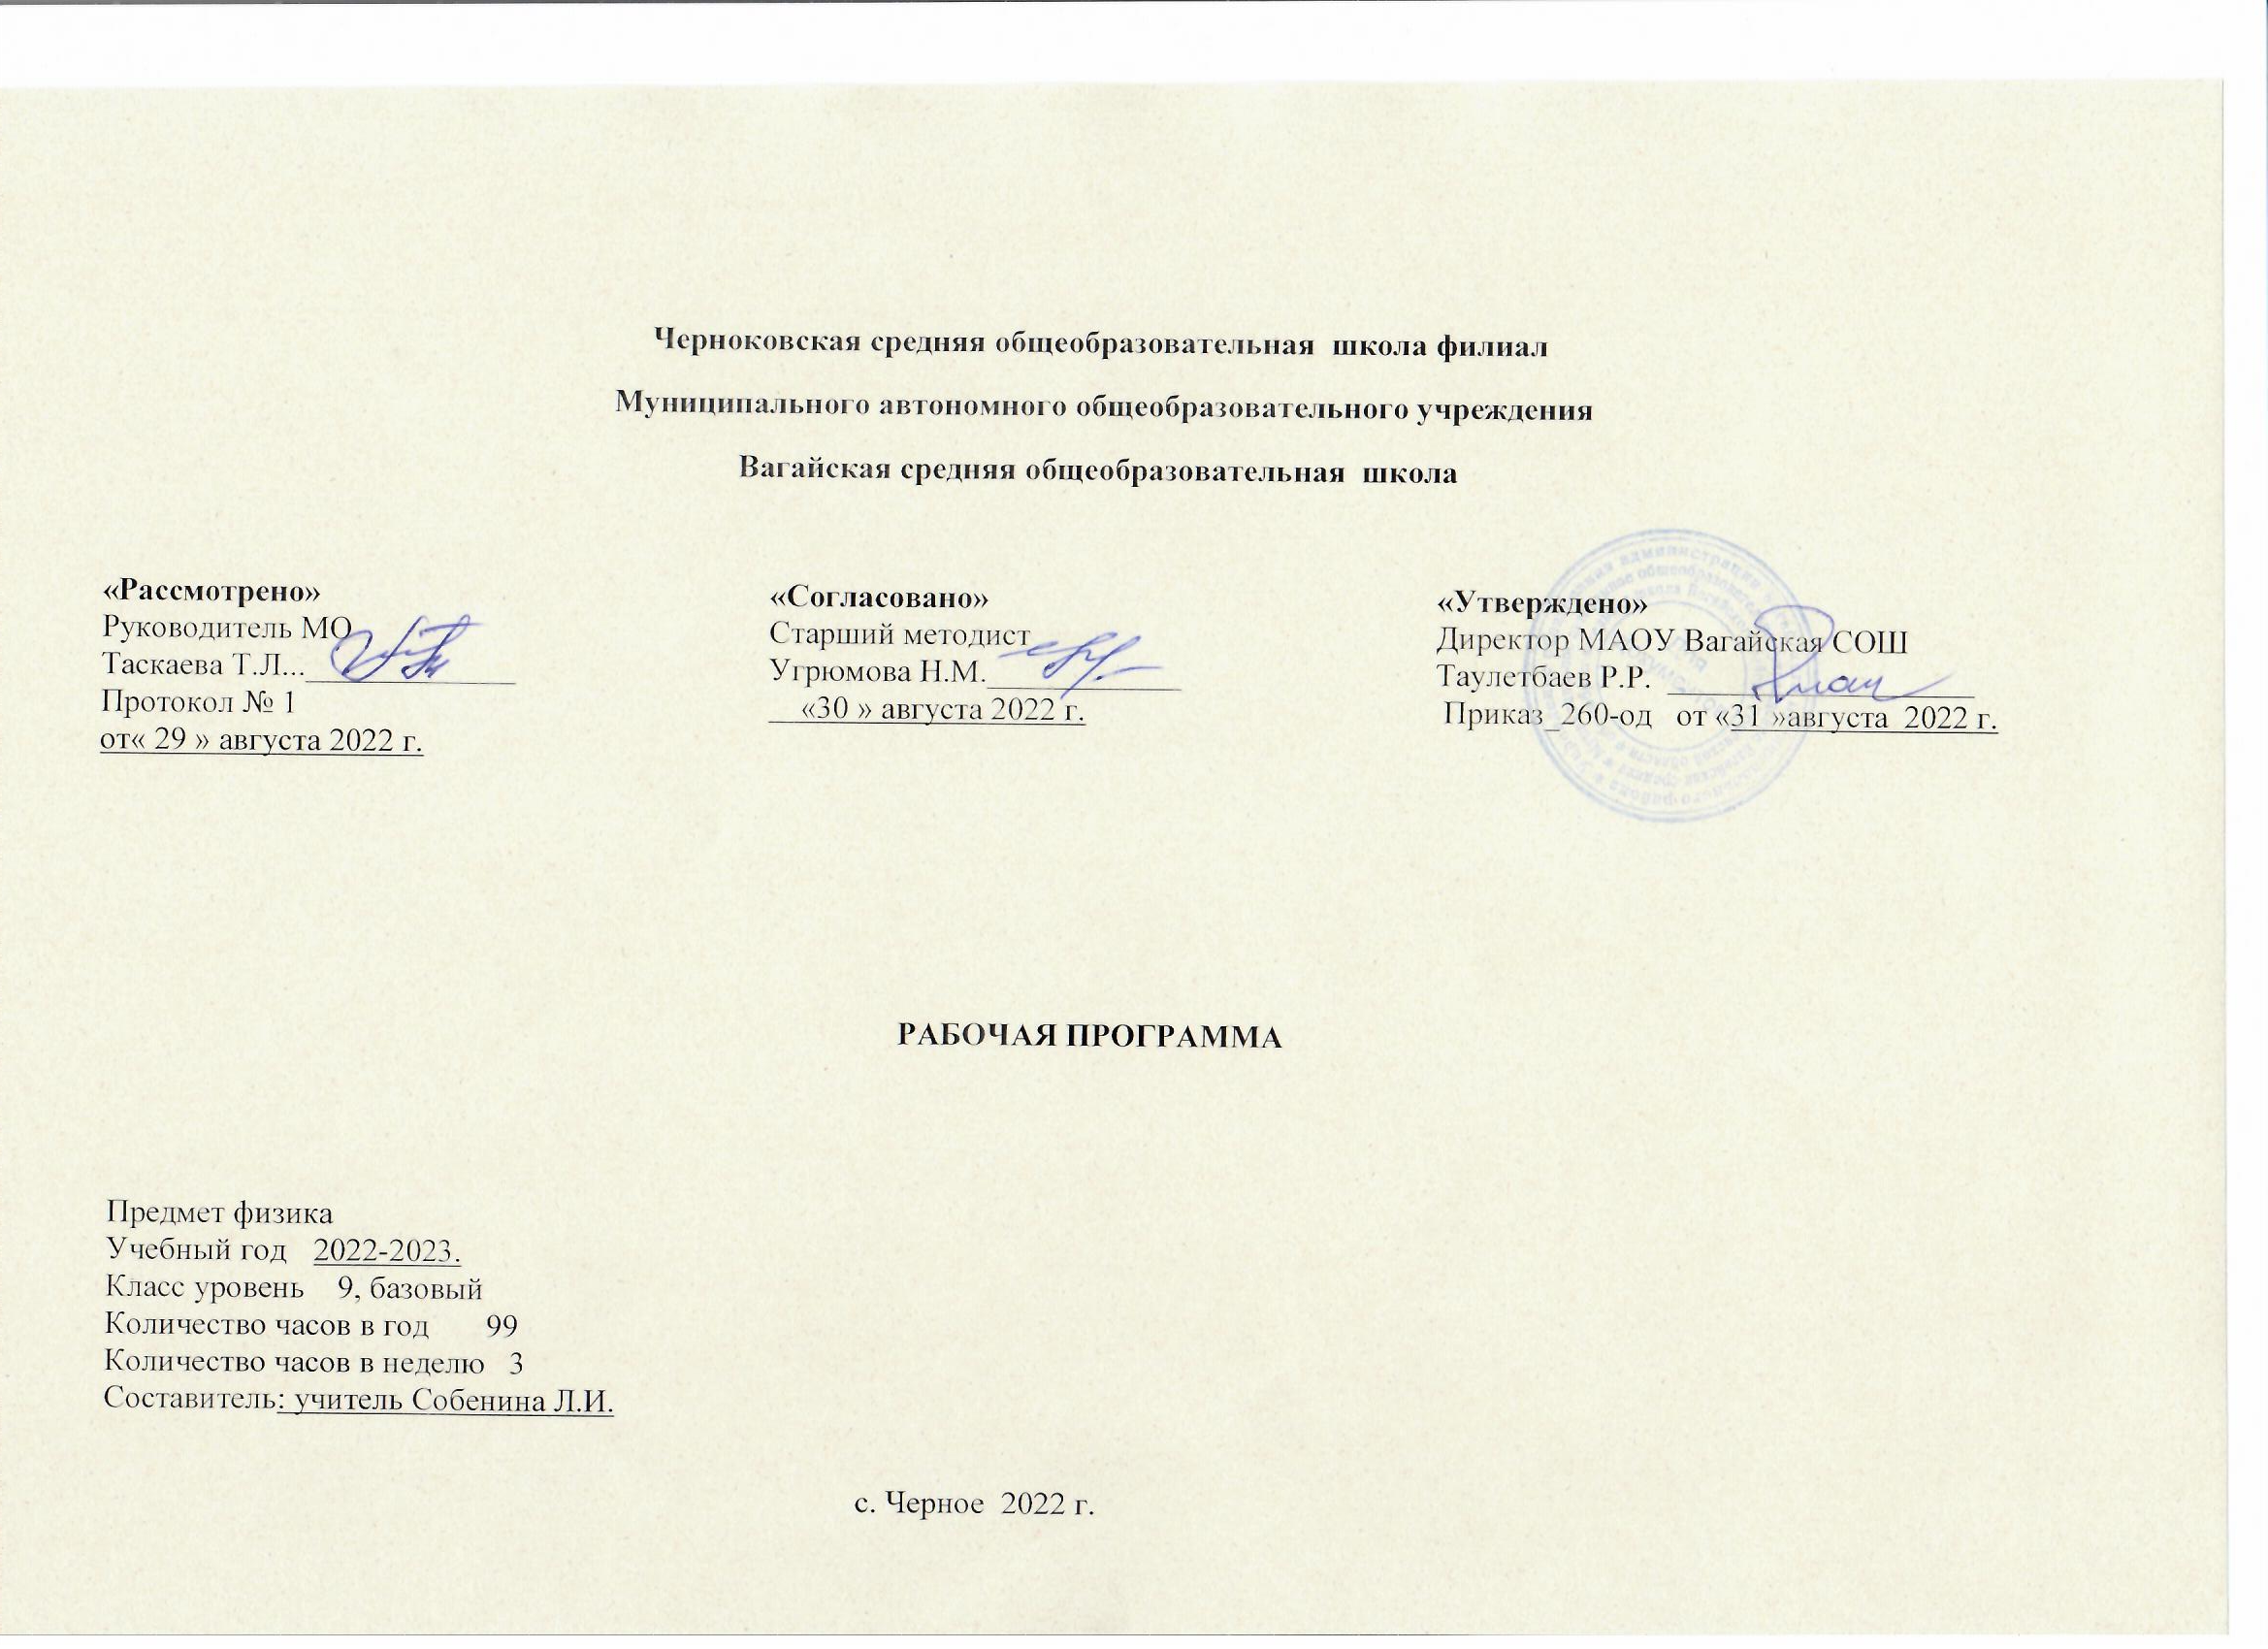 Черноковская средняя общеобразовательная школа филиал
Муниципального автономного общеобразовательного учреждения
Вагайская средняя общеобразовательная школа
«Рассмотрено»
Руководитель МО
Таскаева Т.Л...______________
Протокол № 1
от« 29 » августа 2022 г.
«Согласовано»
Старший методист
Угрюмова Н.М._____________
«30 » августа 2022 г.
«Утверждено»
Директор МАОУ Вагайская СОШ
Таулетбаев Р.Р. ____________________
Приказ_260-од от «31 »августа 2022 г.
РАБОЧАЯ ПРОГРАММА
Предмет физика
Учебный год 2022-2023.
Класс уровень 9, базовый
Количество часов в год 99
Количество часов в неделю 3
Составитель: учитель Собенина Л.И.
с. Черное 2022 г.